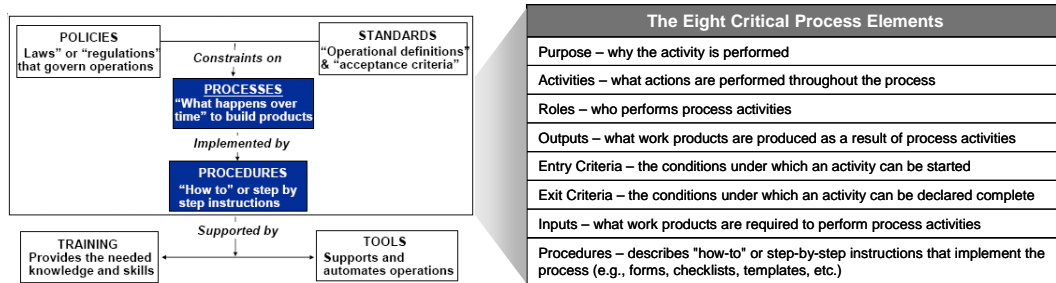 POLICIES
Laws” or “regulations”
that govern operations
STANDARDS
“Operational definitions”
& “acceptance criteria”
Constraints on
PROCESSES
“What happens over
time” to build products
Implemented by
PROCEDURES
“How to” or step by
step instructions
Supported by
TRAINING
Provides the needed
knowledge and skills
TOOLS
Supports and
automates operations
The Eight Critical Process Elements
Purpose – why the activity is performed
Activities – what actions are performed throughout the process
Roles – who performs process activities
Outputs – what work products are produced as a result of process activities
Entry Criteria – the conditions under which an activity can be started
Exit Criteria – the conditions under which an activity can be declared complete
Inputs – what work products are required to perform process activities
Procedures – describes "how-to" or step-by-step instructions that implement the
process (e.g., forms, checklists, templates, etc.)